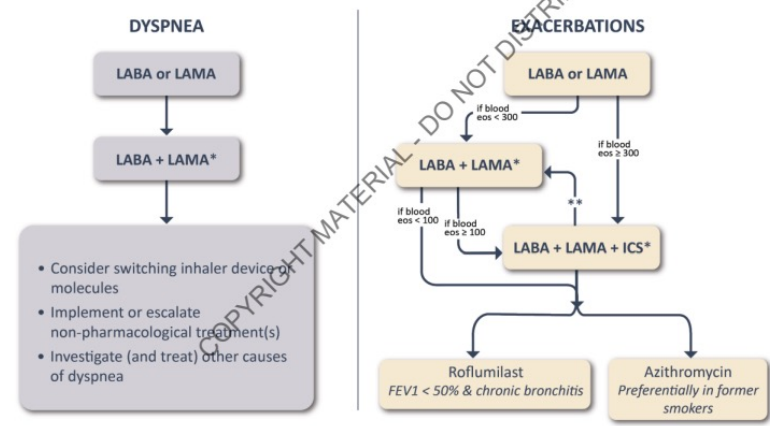 DYSPNEA
LABA or LAMA
LABA + LAMA*
• Consider switching inhaler device or
molecules
• Implement or escalate
non-pharmacological treatment(s)
• Investigate (and treat) other causes
of dyspnea
EXACERBATIONS
LABA or LAMA
if blood
eos < 300
if blood
eos ≥ 300
LABA + LAMA*
**
if blood
eos < 100
if blood
eos ≥ 100
LABA + LAMA + ICS*
Roflumilast
FEV1 < 50% & chronic bronchitis
Azithromycin
Preferentially in former
smokers
COPYRIGHT MATERIAL - DO NOT DISTRI